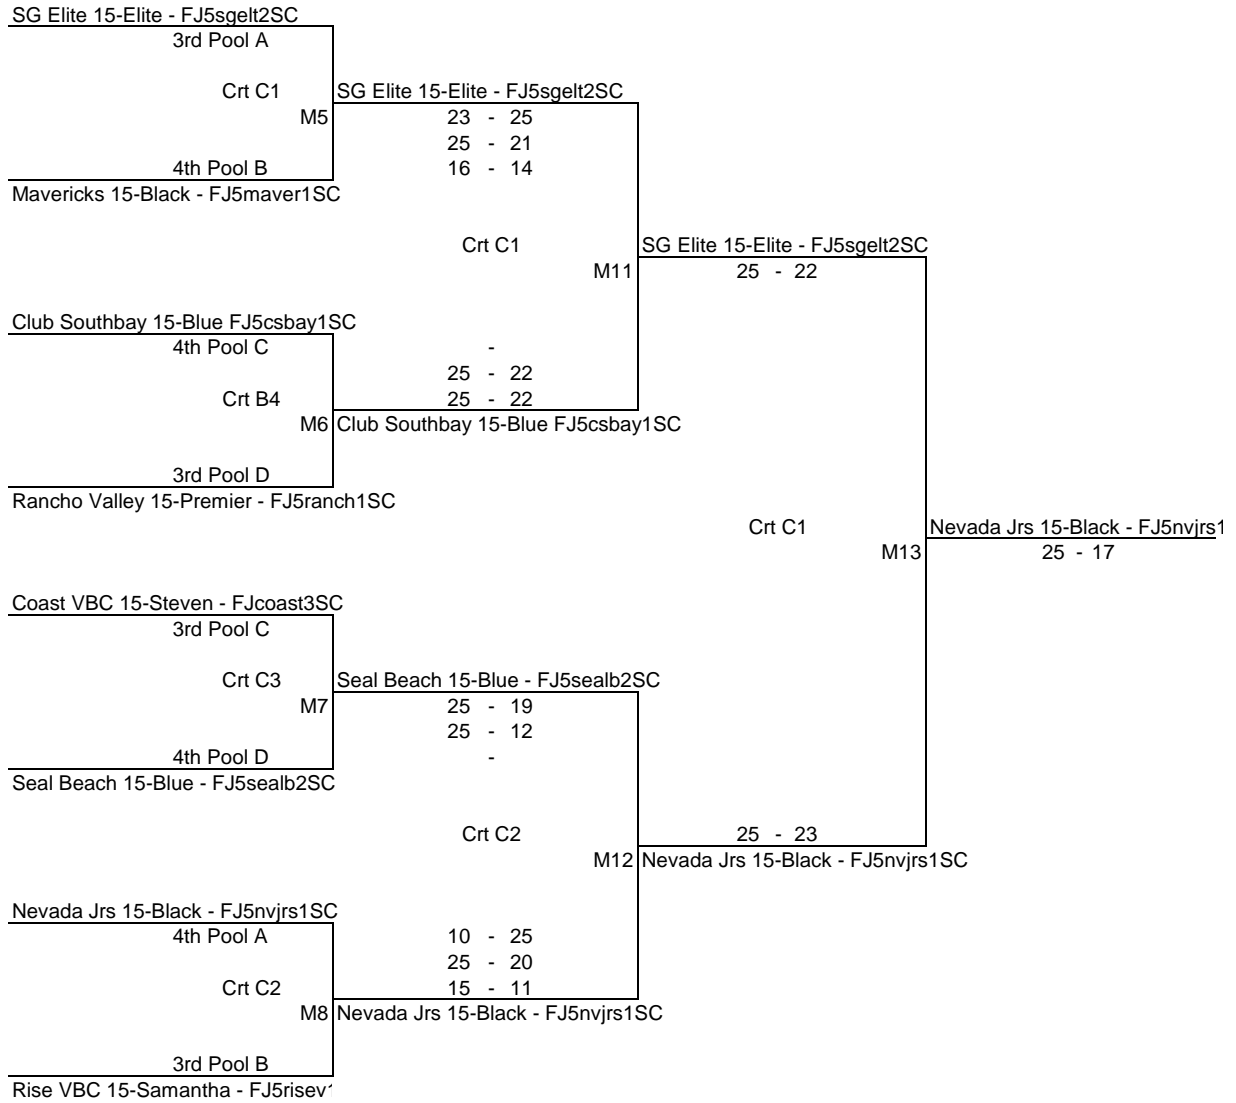 SG Elite 15-Elite - FJ5sgelt2SC
3rd Pool A
Crt C1
SG Elite 15-Elite - FJ5sgelt2SC
M5
23 - 25
25 - 21
4th Pool B
16 - 14
Mavericks 15-Black - FJ5maver1SC
Crt C1
SG Elite 15-Elite - FJ5sgelt2SC
M11
25 - 22
Club Southbay 15-Blue FJ5csbay1SC
4th Pool C
-
25 - 22
Crt B4
25 - 22
M6
Club Southbay 15-Blue FJ5csbay1SC
3rd Pool D
Rancho Valley 15-Premier - FJ5ranch1SC
Crt C1
Nevada Jrs 15-Black - FJ5nvjrs1
M13
25 - 17
Coast VBC 15-Steven - FJcoast3SC
3rd Pool C
Crt C3
Seal Beach 15-Blue - FJ5sealb2SC
M7
25 - 19
25 - 12
4th Pool D
-
Seal Beach 15-Blue - FJ5sealb2SC
Crt C2
25 - 23
M12
Nevada Jrs 15-Black - FJ5nvjrs1SC
Nevada Jrs 15-Black - FJ5nvjrs1SC
4th Pool A
10 - 25
25 - 20
Crt C2
15 - 11
M8
Nevada Jrs 15-Black - FJ5nvjrs1SC
3rd Pool B
Rise VBC 15-Samantha - FJ5risev1